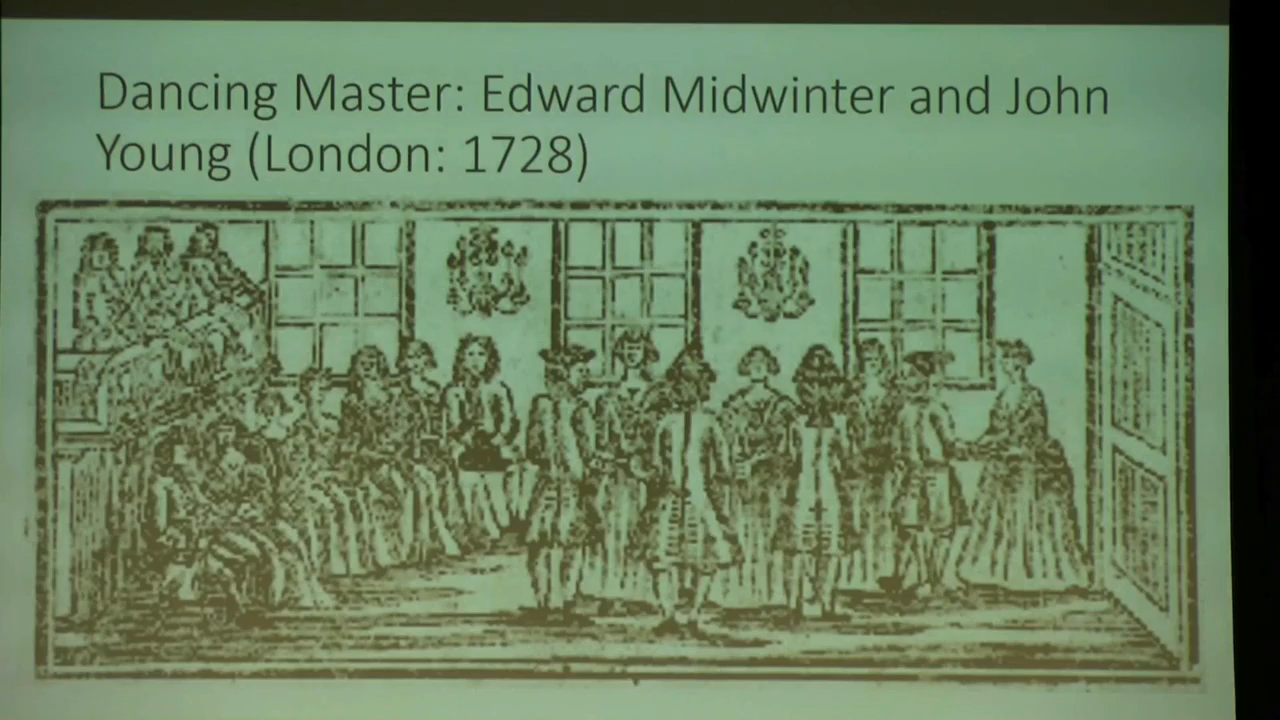 Dancing Master: Edward Midwinter and John
Young (London: 1728)